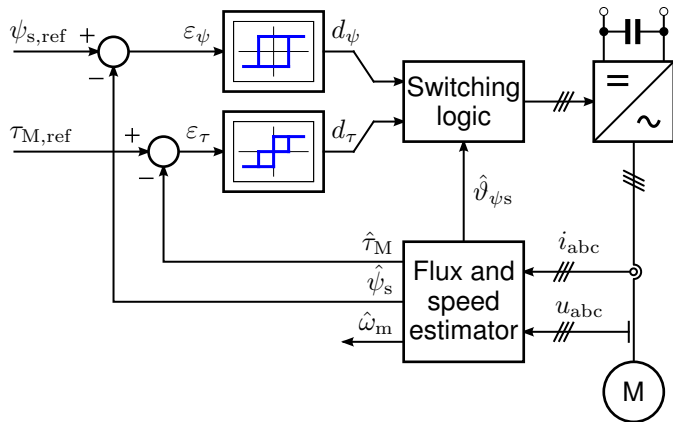 ψs,ref + − εψ dψ
Switching logic
= ~
τM,ref + − ετ dτ
ϑ̂ψs
τ̂M
ψ̂s
ω̂m
Flux and speed estimator
iabc
uabc
M